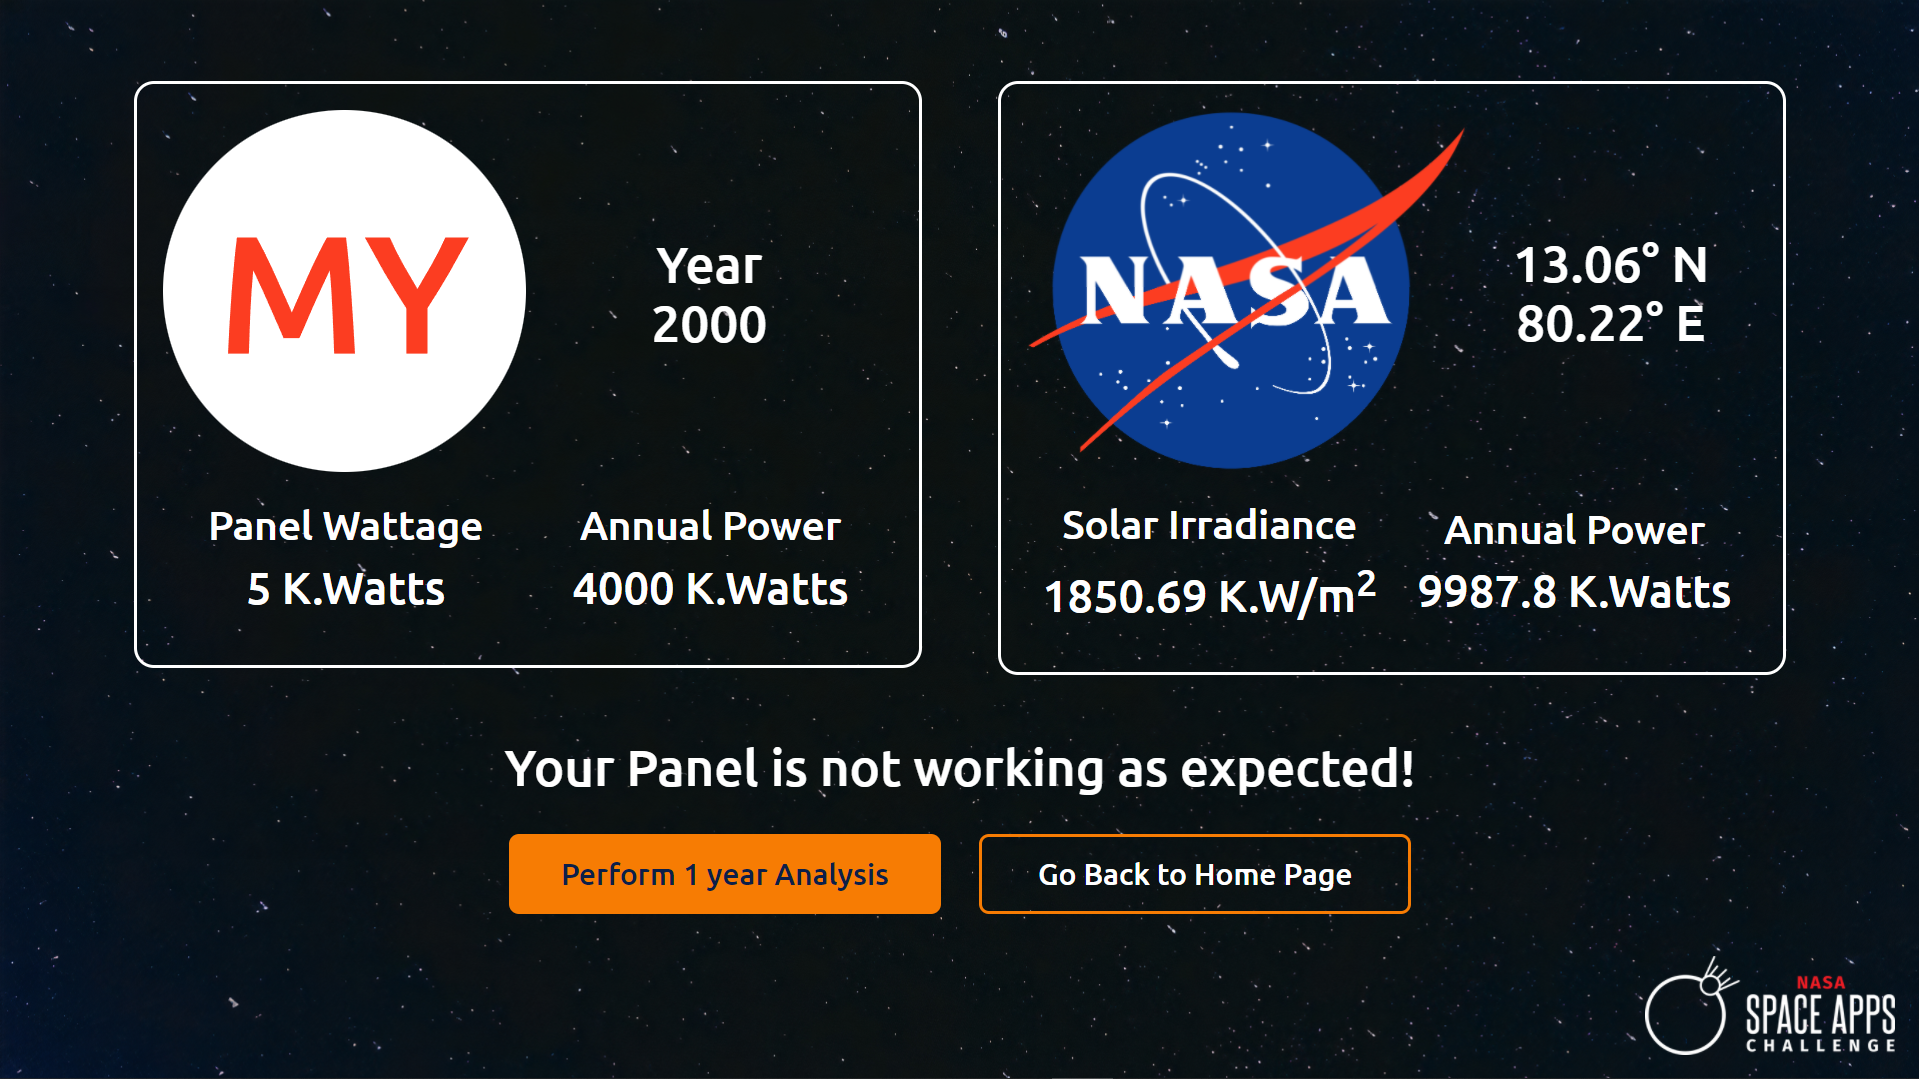 MY
Year
2000
Panel Wattage
5 K.Watts
Annual Power
4000 K.Watts
NASA
13.06° N
80.22° E
Solar Irradiance
1850.69 K.W/m²
Annual Power
9987.8 K.Watts
Your Panel is not working as expected!
Perform 1 year Analysis
Go Back to Home Page
NASA
SPACE APPS
CHALLENGE